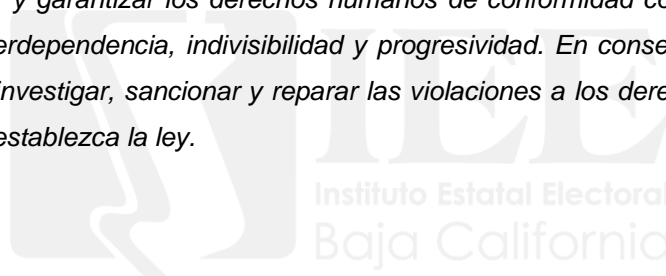 y garantizar los derechos humanos de conformidad co
erdependencia, indivisibilidad y progresividad. En conse
investigar, sancionar y reparar las violaciones a los dere
establezca la ley.
IEE
Instituto Estatal Electoral
Baja California